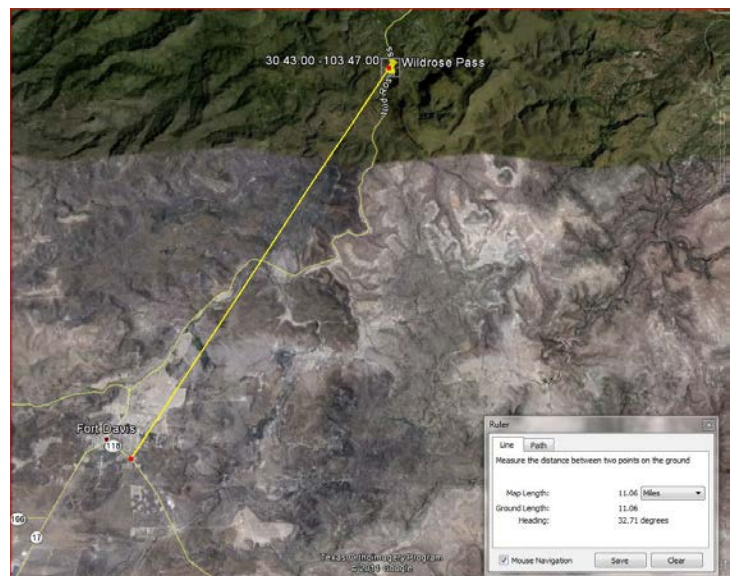 30 43.00 -103 47.00
Wildrose Pass
Fort Davis
118
166
17
Ruler
Line
Path
Measure the distance between two points on the ground
Map Length: 11.06 Miles
Ground Length: 11.06
Heading: 32.71 degrees
Mouse Navigation
Save
Clear
Texas Orthoimagery Program